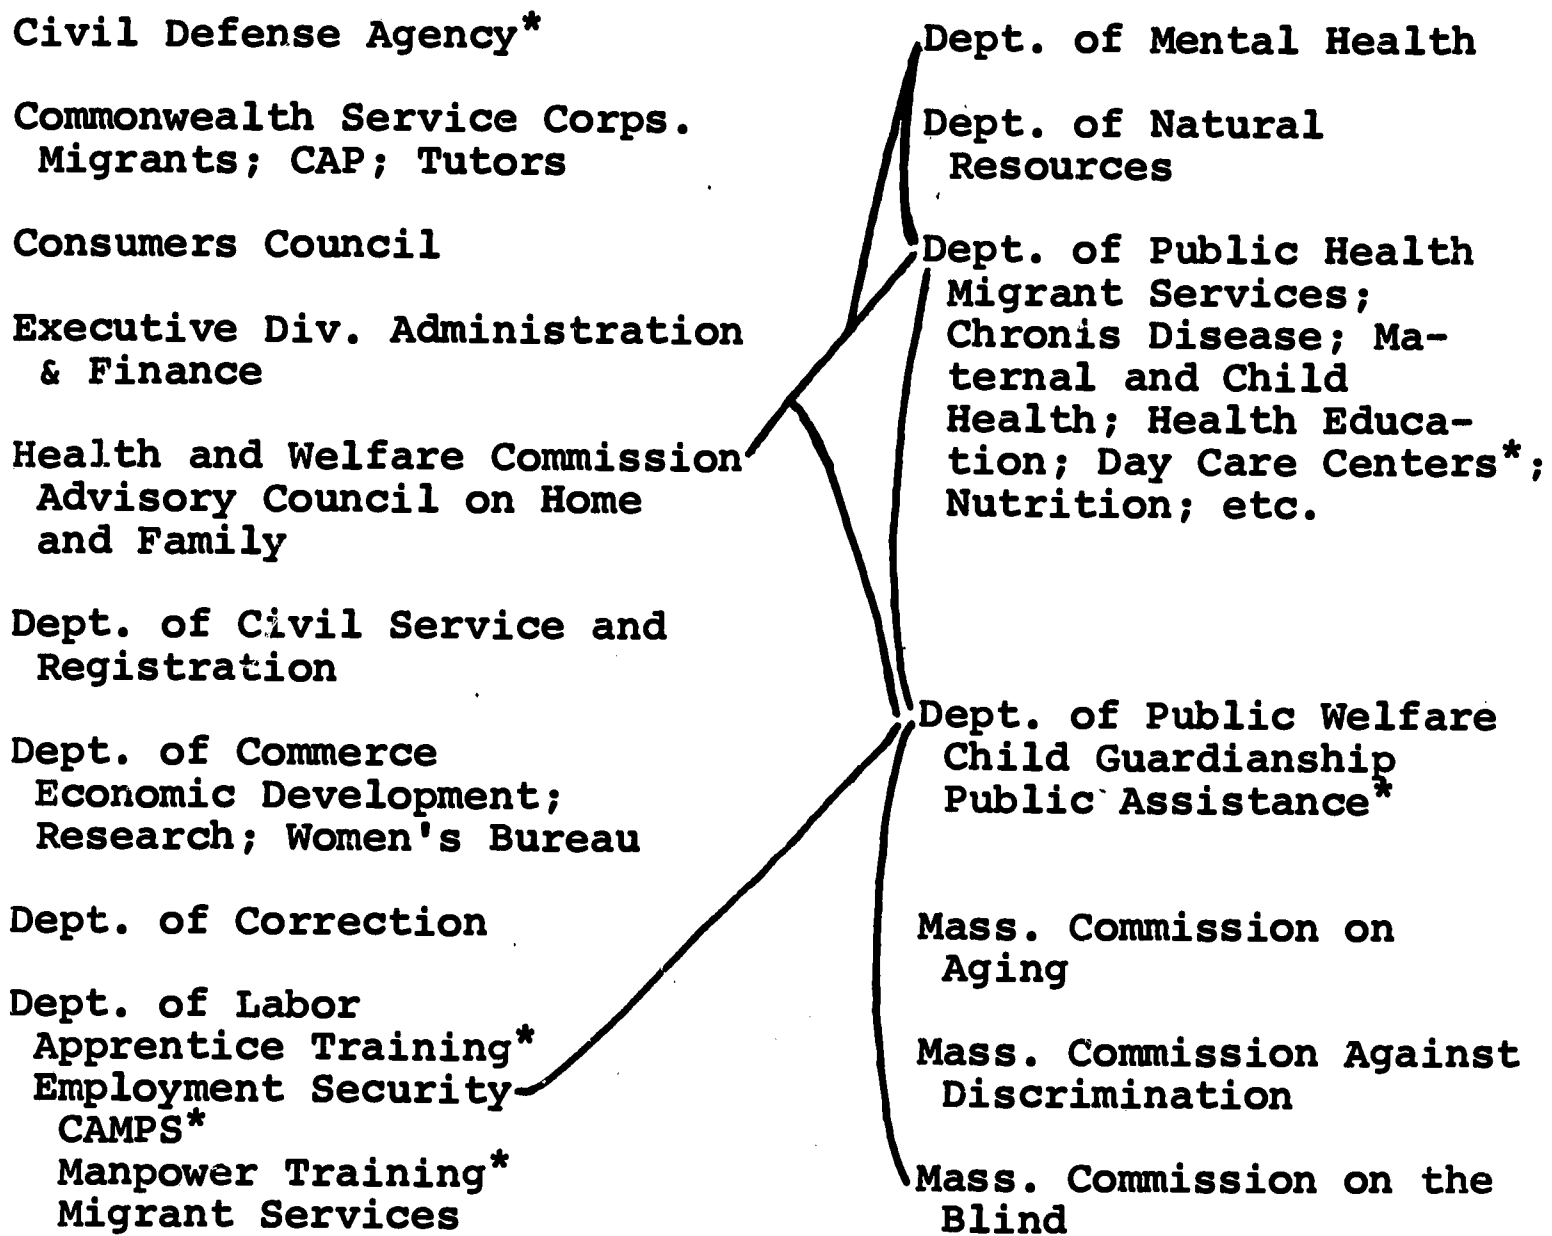 Civil Defense Agency*
Commonwealth Service Corps.
Migrants; CAP; Tutors
Consumers Council
Executive Div. Administration
& Finance
Health and Welfare Commission
Advisory Council on Home
and Family
Dept. of Civil Service and
Registration
Dept. of Commerce
Economic Development;
Research; Women's Bureau
Dept. of Correction
Dept. of Labor
Apprentice Training*
Employment Security
CAMPS*
Manpower Training*
Migrant Services
Dept. of Mental Health
Dept. of Natural
Resources
Dept. of Public Health
Migrant Services;
Chronis Disease; Ma-
ternal and Child
Health; Health Educa-
tion; Day Care Centers*;
Nutrition; etc.
Dept. of Public Welfare
Child Guardianship
Public Assistance*
Mass. Commission on
Aging
Mass. Commission Against
Discrimination
Mass. Commission on the
Blind